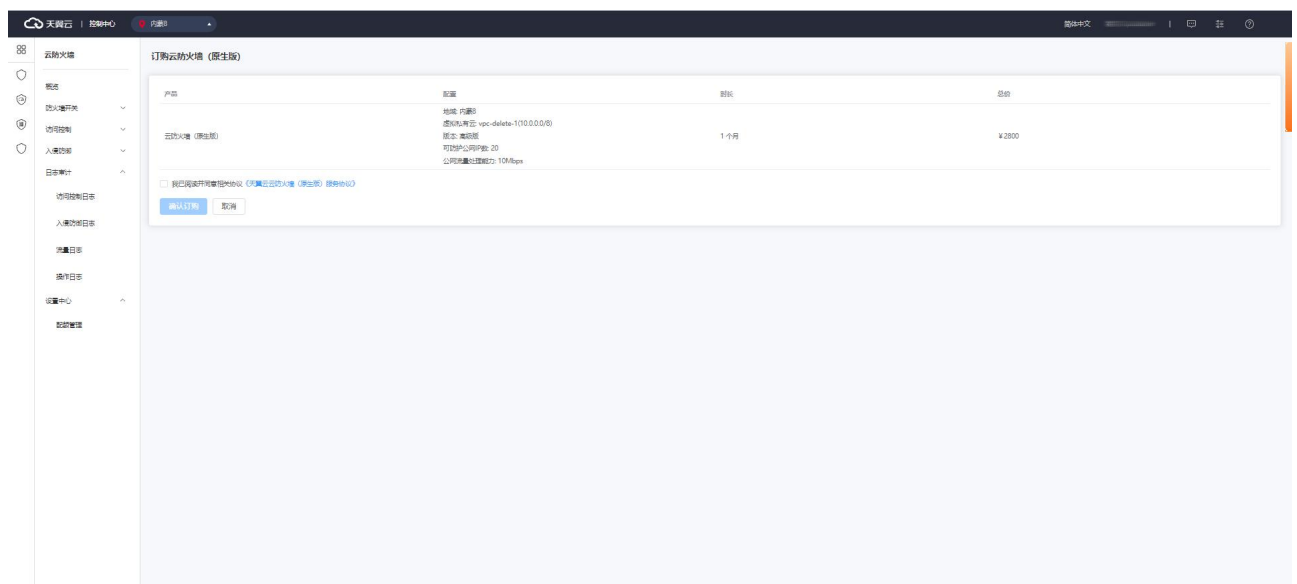 天翼云 | 控制中心 内蒙8 简体中文
云防火墙
概览
防火墙开关
访问控制
入侵防御
日志审计
访问控制日志
入侵防御日志
流量日志
操作日志
设置中心
配额管理
订购云防火墙（原生版）
产品 配置 时长 总价
云防火墙（原生版）
地域: 内蒙8
虚拟私有云: vpc-delete-1(10.0.0.0/8)
版本: 高级版
可防护公网IP数: 20
公网流量处理能力: 10Mbps
1 个月
¥ 2800
我已阅读并同意相关协议《天翼云云防火墙（原生版）服务协议》
确认订购 取消